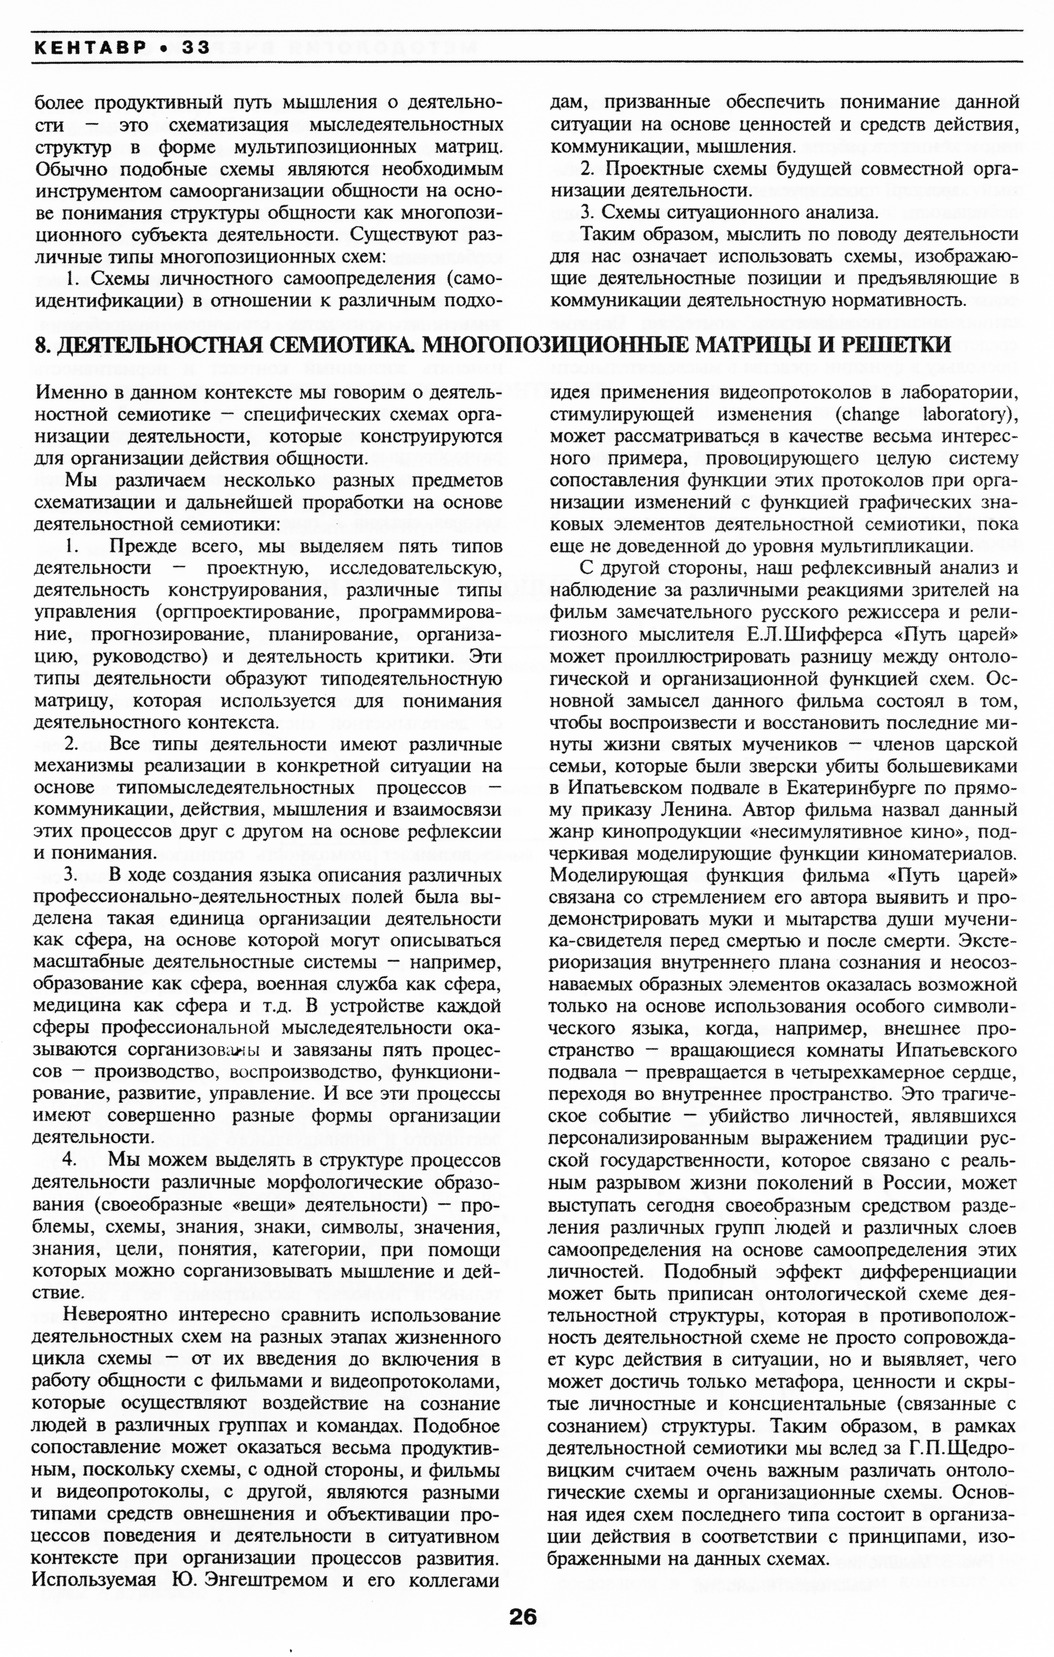 КЕНТАВР • 33
более продуктивный путь мышления о деятельно-
сти — это схематизация мыследеятельностных
структур в форме мультипозиционных матриц.
Обычно подобные схемы являются необходимым
инструментом самоорганизации общности на осно-
ве понимания структуры общности как многопози-
ционного субъекта деятельности. Существуют раз-
личные типы многопозиционных схем:
1. Схемы личностного самоопределения (само-
идентификации) в отношении к различным подхо-
дам, призванные обеспечить понимание данной
ситуации на основе ценностей и средств действия,
коммуникации, мышления.
2. Проектные схемы будущей совместной орга-
низации деятельности.
3. Схемы ситуационного анализа.
Таким образом, мыслить по поводу деятельности
для нас означает использовать схемы, изображаю-
щие деятельностные позиции и предъявляющие в
коммуникации деятельностную нормативность.
8. ДЕЯТЕЛЬНОСТНАЯ СЕМИОТИКА. МНОГОПОЗИЦИОННЫЕ МАТРИЦЫ И РЕШЕТКИ
Именно в данном контексте мы говорим о деятель-
ностной семиотике — специфических схемах орга-
низации деятельности, которые конструируются
для организации действия общности.
Мы различаем несколько разных предметов
схематизации и дальнейшей проработки на основе
деятельностной семиотики:
1. Прежде всего, мы выделяем пять типов
деятельности — проектную, исследовательскую,
деятельность конструирования, различные типы
управления (оргпроектирование, программирова-
ние, прогнозирование, планирование, организа-
цию, руководство) и деятельность критики. Эти
типы деятельности образуют типодеятельностную
матрицу, которая используется для понимания
деятельностного контекста.
2. Все типы деятельности имеют различные
механизмы реализации в конкретной ситуации на
основе типомыследеятельностных процессов —
коммуникации, действия, мышления и взаимосвязи
этих процессов друг с другом на основе рефлексии
и понимания.
3. В ходе создания языка описания различных
профессионально-деятельностных полей была вы-
делена такая единица организации деятельности
как сфера, на основе которой могут описываться
масштабные деятельностные системы — например,
образование как сфера, военная служба как сфера,
медицина как сфера и т.д. В устройстве каждой
сферы профессиональной мыследеятельности ока-
зываются сорганизованы и завязаны пять процес-
сов — производство, воспроизводство, функциони-
рование, развитие, управление. И все эти процессы
имеют совершенно разные формы организации
деятельности.
4. Мы можем выделять в структуре процессов
деятельности различные морфологические образо-
вания (своеобразные «вещи» деятельности) — про-
блемы, схемы, знания, знаки, символы, значения,
знания, цели, понятия, категории, при помощи
которых можно сорганизовывать мышление и дей-
ствие.
Невероятно интересно сравнить использование
деятельностных схем на разных этапах жизненного
цикла схемы — от их введения до включения в
работу общности с фильмами и видеопротоколами,
которые осуществляют воздействие на сознание
людей в различных группах и командах. Подобное
сопоставление может оказаться весьма продуктив-
ным, поскольку схемы, с одной стороны, и фильмы
и видеопротоколы, с другой, являются разными
типами средств овнешнения и объективации про-
цессов поведения и деятельности в ситуативном
контексте при организации процессов развития.
Используемая Ю. Энгештремом и его коллегами
идея применения видеопротоколов в лаборатории,
стимулирующей изменения (change laboratory),
может рассматриваться в качестве весьма интерес-
ного примера, провоцирующего целую систему
сопоставления функции этих протоколов при орга-
низации изменений с функцией графических зна-
ковых элементов деятельностной семиотики, пока
еще не доведенной до уровня мультипликации.
С другой стороны, наш рефлексивный анализ и
наблюдение за различными реакциями зрителей на
фильм замечательного русского режиссера и рели-
гиозного мыслителя Е.Л.Шифферса «Путь царей»
может проиллюстрировать разницу между онтоло-
гической и организационной функцией схем. Ос-
новной замысел данного фильма состоял в том,
чтобы воспроизвести и восстановить последние ми-
нуты жизни святых мучеников — членов царской
семьи, которые были зверски убиты большевиками
в Ипатьевском подвале в Екатеринбурге по прямо-
му приказу Ленина. Автор фильма назвал данный
жанр кинопродукции «несимулятивное кино», под-
черкивая моделирующие функции киноматериалов.
Моделирующая функция фильма «Путь царей»
связана со стремлением его автора выявить и про-
демонстрировать муки и мытарства души мучени-
ка-свидетеля перед смертью и после смерти. Эксте-
риоризация внутреннего плана сознания и неосоз-
наваемых образных элементов оказалась возможной
только на основе использования особого символи-
ческого языка, когда, например, внешнее про-
странство — вращающиеся комнаты Ипатьевского
подвала — превращается в четырехкамерное сердце,
переходя во внутреннее пространство. Это трагиче-
ское событие — убийство личностей, являвшихся
персонализированным выражением традиции рус-
ской государственности, которое связано с реаль-
ным разрывом жизни поколений в России, может
выступать сегодня своеобразным средством разде-
ления различных групп людей и различных слоев
самоопределения на основе самоопределения этих
личностей. Подобный эффект дифференциации
может быть приписан онтологической схеме дея-
тельностной структуры, которая в противополож-
ность деятельностной схеме не просто сопровожда-
ет курс действия в ситуации, но и выявляет, чего
может достичь только метафора, ценности и скры-
тые личностные и консциентальные (связанные с
сознанием) структуры. Таким образом, в рамках
деятельностной семиотики мы вслед за Г.П.Щедро-
вицким считаем очень важным различать онтоло-
гические схемы и организационные схемы. Основ-
ная идея схем последнего типа состоит в организа-
ции действия в соответствии с принципами, изо-
браженными на данных схемах.
26